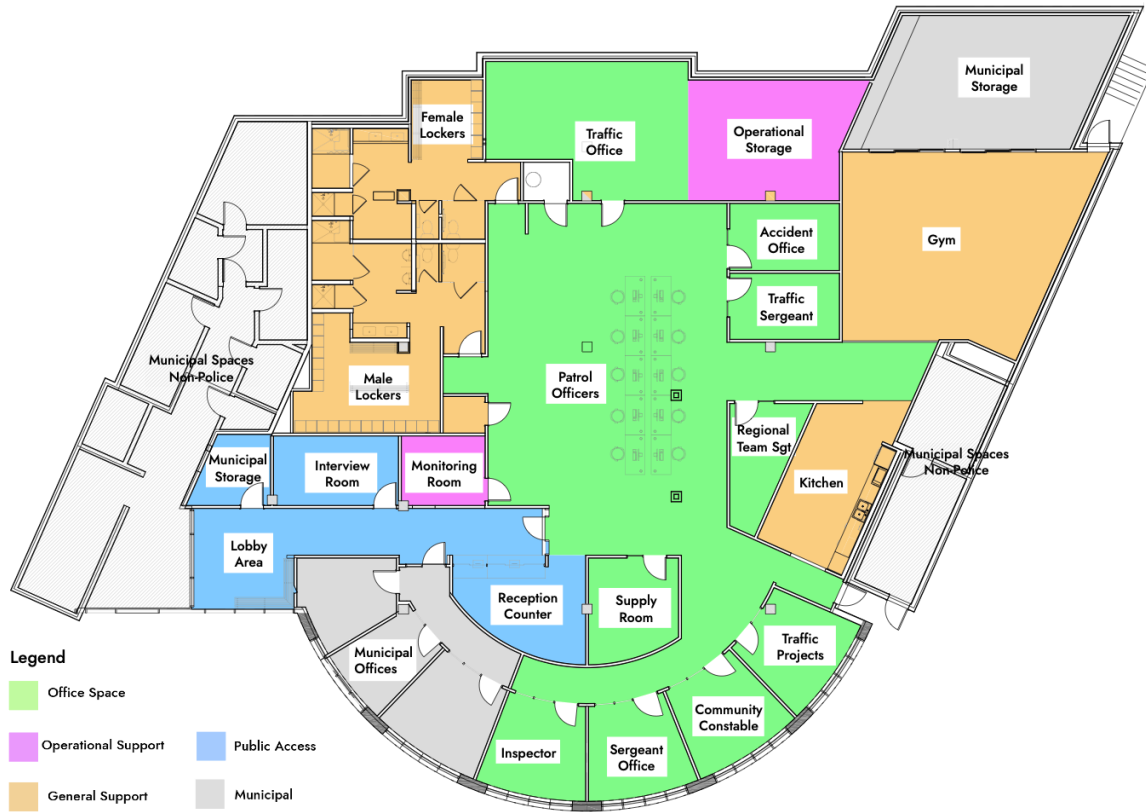 Municipal
Storage
Female
Lockers
Traffic
Office
Operational
Storage
Accident
Office
Gym
Traffic
Sergeant
Municipal Spaces
Non-Police
Male
Lockers
Patrol
Officers
Regional
Team Sgt
Municipal
Storage
Interview
Room
Monitoring
Room
Kitchen
Municipal Spaces
Non-Police
Lobby
Area
Reception
Counter
Supply
Room
Traffic
Projects
Municipal
Offices
Community
Constable
Inspector
Sergeant
Office
Legend
Office Space
Operational Support
Public Access
General Support
Municipal